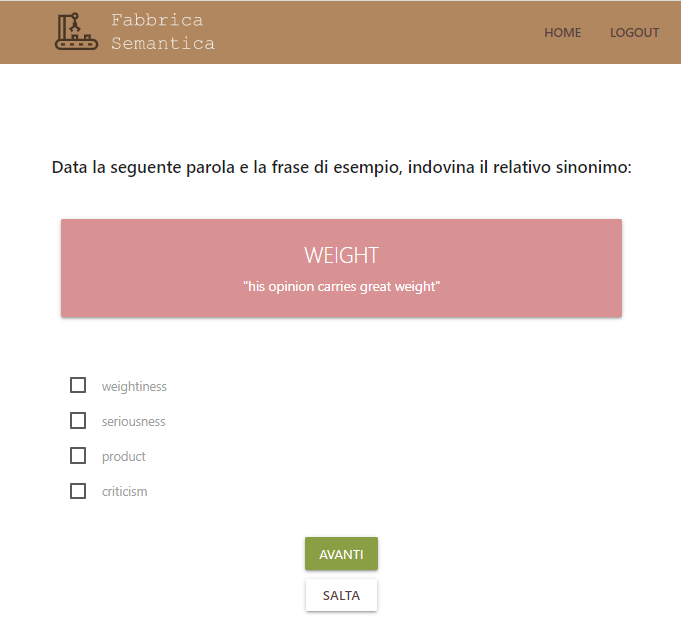 Fabbrica
Semantica
HOME
LOGOUT
Data la seguente parola e la frase di esempio, indovina il relativo sinonimo:
WEIGHT
"his opinion carries great weight"
weightiness
seriousness
product
criticism
AVANTI
SALTA